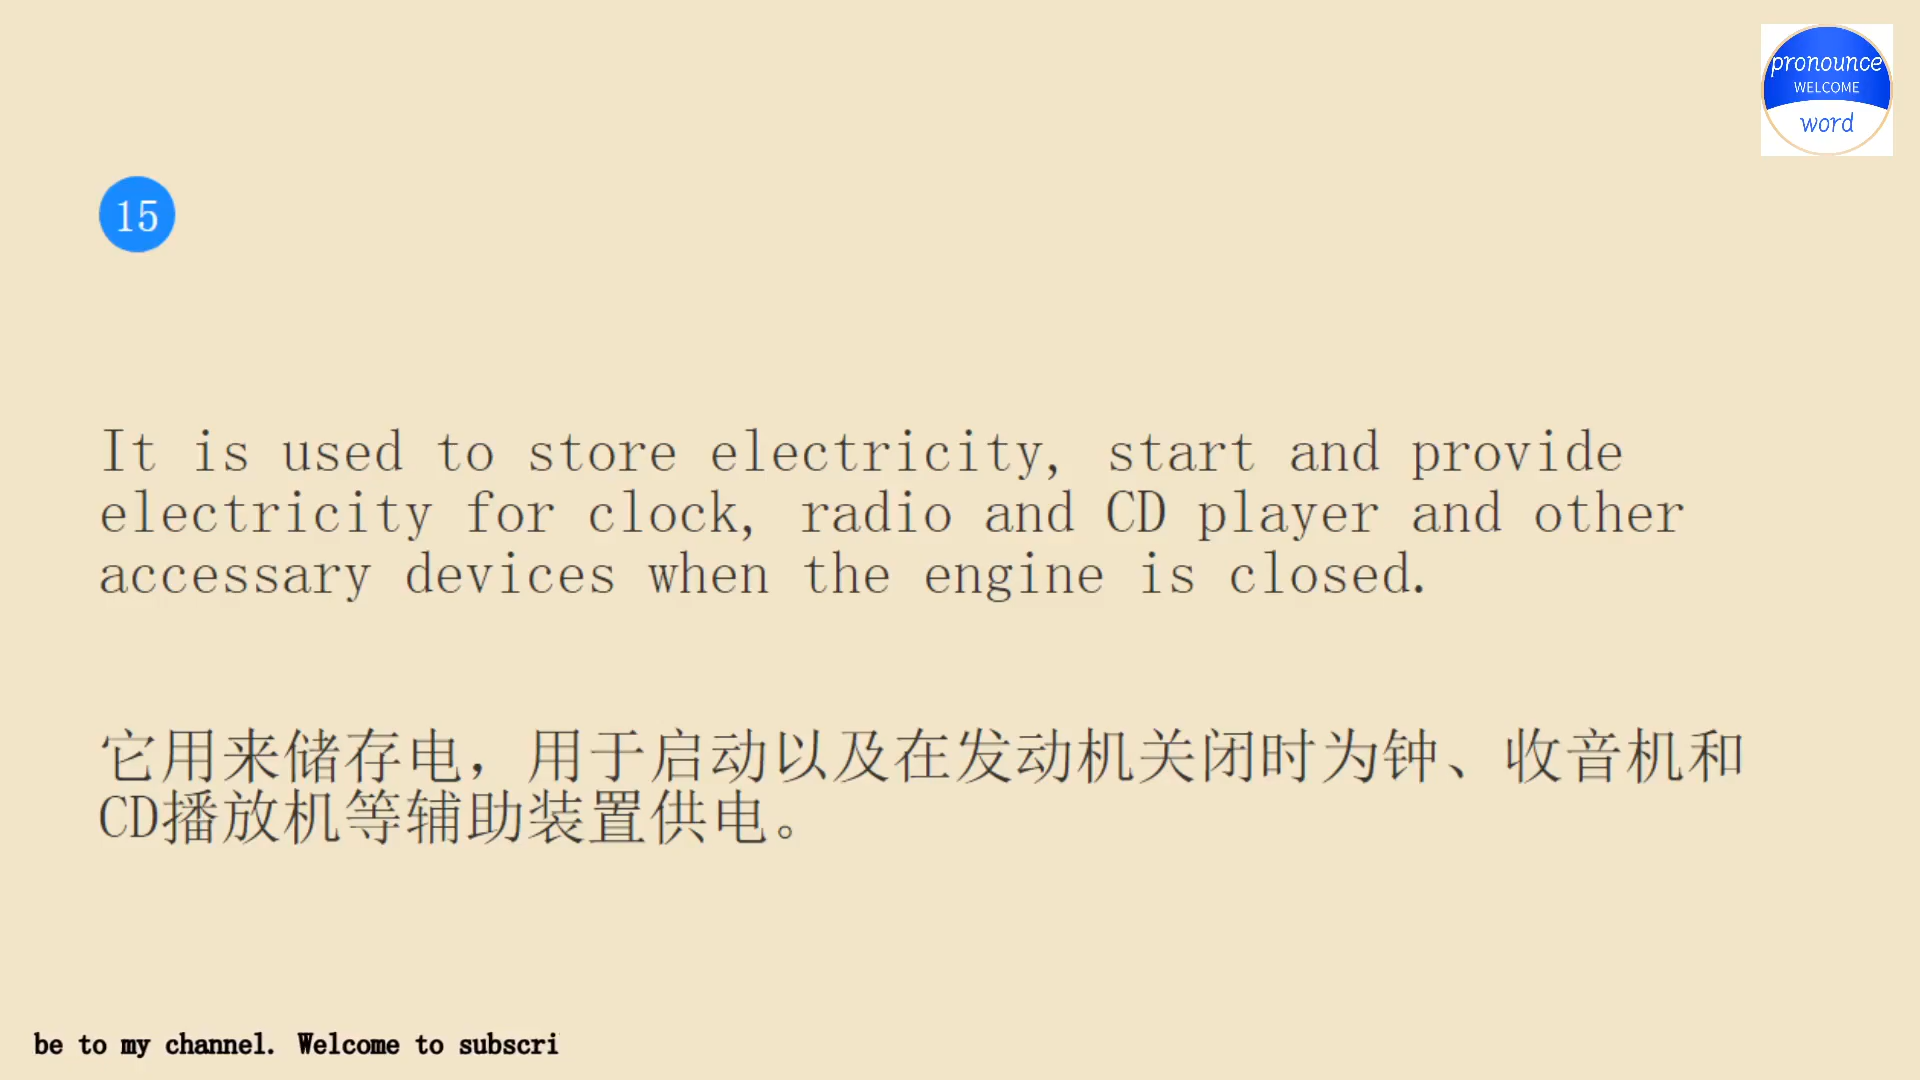 pronounce
WELCOME
word
15
It is used to store electricity, start and provide
electricity for clock, radio and CD player and other
accessary devices when the engine is closed.
它用来储存电，用于启动以及在发动机关闭时为钟、收音机和
CD播放机等辅助装置供电。
be to my channel. Welcome to subscri